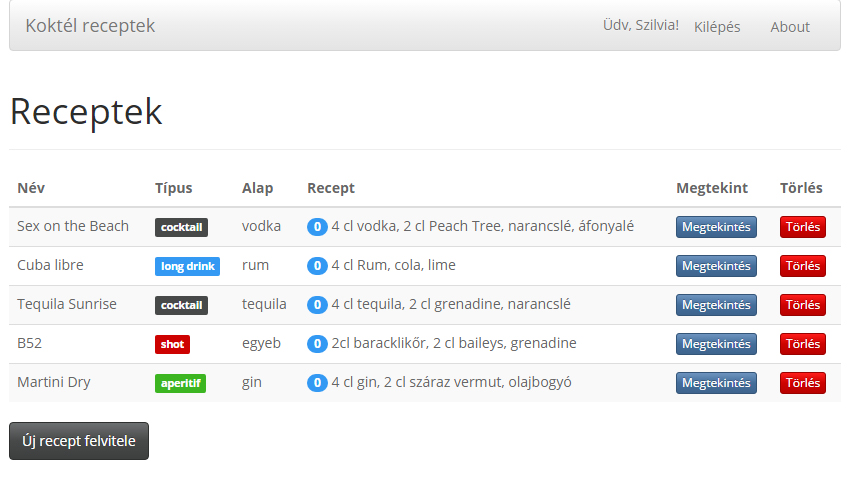 Koktél receptek Üdv, Szilvia! Kilépés About
Receptek
Név Típus Alap Recept Megtekint Törlés
Sex on the Beach cocktail vodka 0 4 cl vodka, 2 cl Peach Tree, narancslé, áfonyalé Megtekintés Törlés
Cuba libre long drink rum 0 4 cl Rum, cola, lime Megtekintés Törlés
Tequila Sunrise cocktail tequila 0 4 cl tequila, 2 cl grenadine, narancslé Megtekintés Törlés
B52 shot egyeb 0 2cl baracklikőr, 2 cl baileys, grenadine Megtekintés Törlés
Martini Dry aperitif gin 0 4 cl gin, 2 cl száraz vermut, olajbogyó Megtekintés Törlés
Új recept felvitele